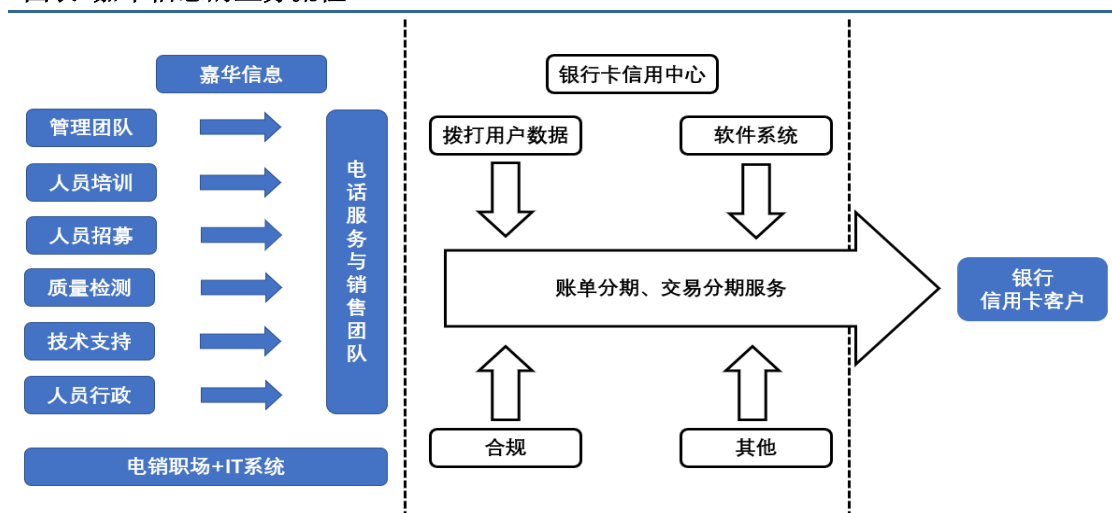 嘉华信息
管理团队
人员培训
人员招募
质量检测
技术支持
人员行政
电话服务与销售团队
电销职场+IT系统
银行卡信用中心
拨打用户数据
软件系统
账单分期、交易分期服务
合规
其他
银行
信用卡客户